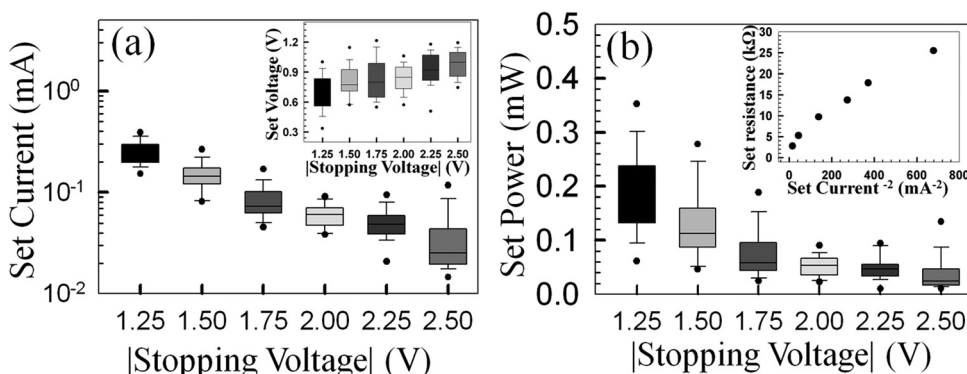 (a)
Set Current (mA)
10⁰
10⁻¹
10⁻²
1.25 1.50 1.75 2.00 2.25 2.50
|Stopping Voltage| (V)
Set Voltage (V)
1.2
0.9
0.6
0.3
1.25 1.50 1.75 2.00 2.25 2.50
|Stopping Voltage| (V)
(b)
Set Power (mW)
0.5
0.4
0.3
0.2
0.1
0.0
1.25 1.50 1.75 2.00 2.25 2.50
|Stopping Voltage| (V)
Set resistance (kΩ)
30
25
20
15
10
5
0
0 200 400 600 800
Set Current ⁻² (mA⁻²)